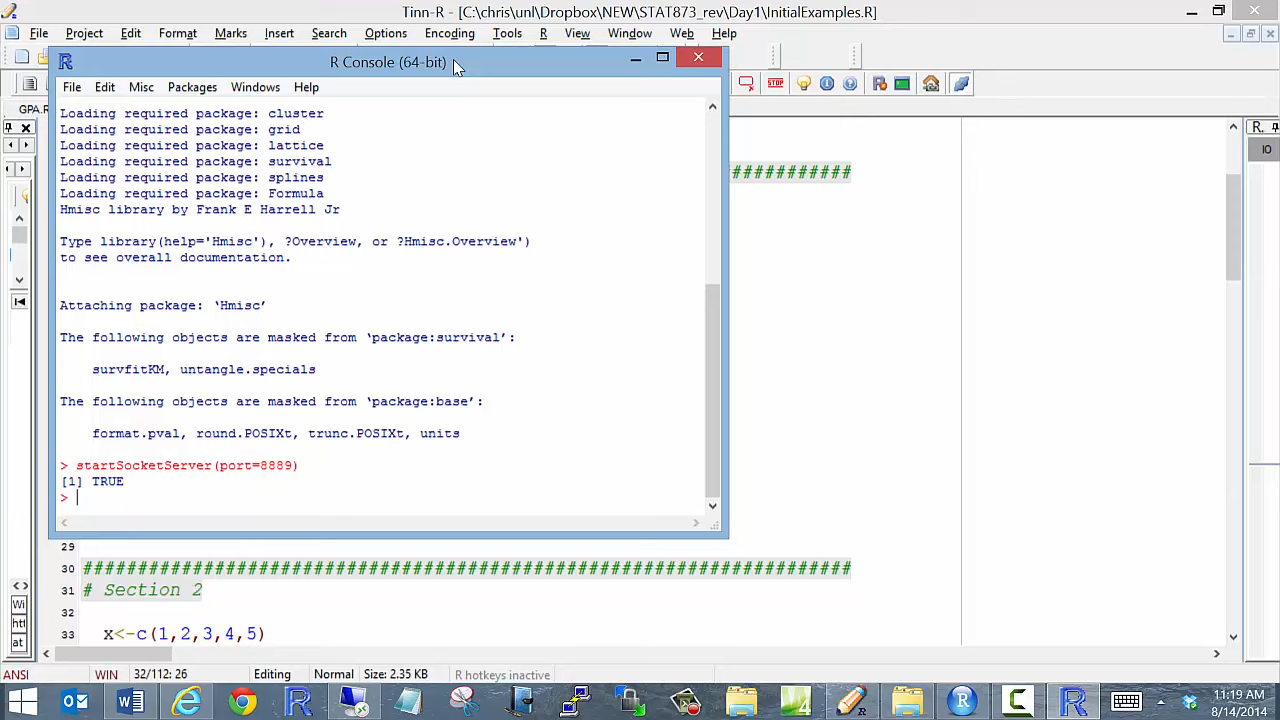 Tinn-R - [C:\chris\unl\Dropbox\NEW\STAT873_rev\Day1\InitialExamples.R]
File Project Edit Format Marks Insert Search Options Encoding Tools R View Window Web Help
R Console (64-bit)
File Edit Misc Packages Windows Help
STOP
GPA.R
R.
IO
Loading required package: cluster
Loading required package: grid
Loading required package: lattice
Loading required package: survival
Loading required package: splines
Loading required package: Formula
Hmisc library by Frank E Harrell Jr
Type library(help='Hmisc'), ?Overview, or ?Hmisc.Overview')
to see overall documentation.
Attaching package: ‘Hmisc’
The following objects are masked from ‘package:survival’:
survfitKM, untangle.specials
The following objects are masked from ‘package:base’:
format.pval, round.POSIXt, trunc.POSIXt, units
> startSocketServer(port=8889)
[1] TRUE
>
29
30 ######################################################################
31 # Section 2
32
33 x<-c(1,2,3,4,5)
Wi
htl
at
ANSI WIN 32/112: 26 Editing Normal Size: 2.35 KB R hotkeys inactive
11:19 AM
8/14/2014